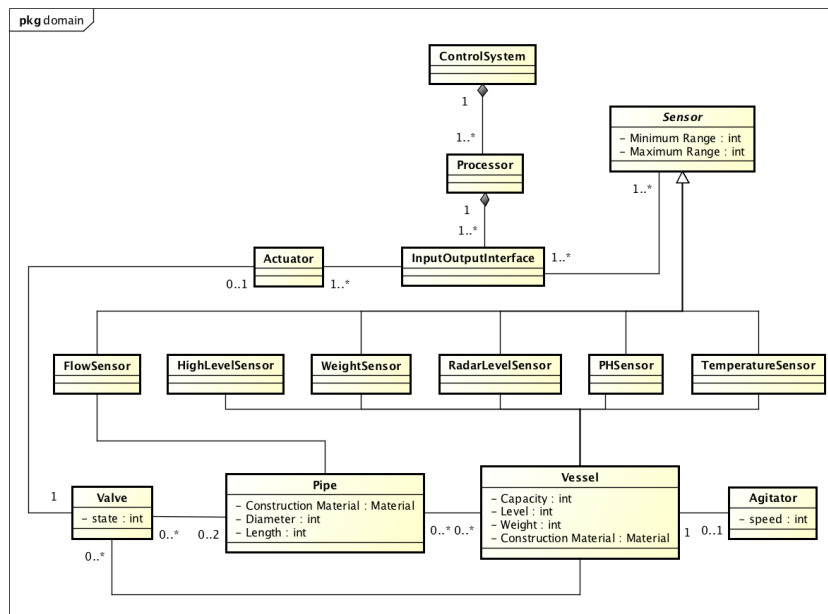 pkg domain
ControlSystem
1
1..*
Processor
1
1..*
Sensor
- Minimum Range : int
- Maximum Range : int
1..*
Actuator
0..1
1..*
InputOutputInterface
1..*
FlowSensor
HighLevelSensor
WeightSensor
RadarLevelSensor
PHSensor
TemperatureSensor
1
Valve
- state : int
0..*
0..*
0..2
Pipe
- Construction Material : Material
- Diameter : int
- Length : int
0..*
0..*
Vessel
- Capacity : int
- Level : int
- Weight : int
- Construction Material : Material
1
0..1
Agitator
- speed : int